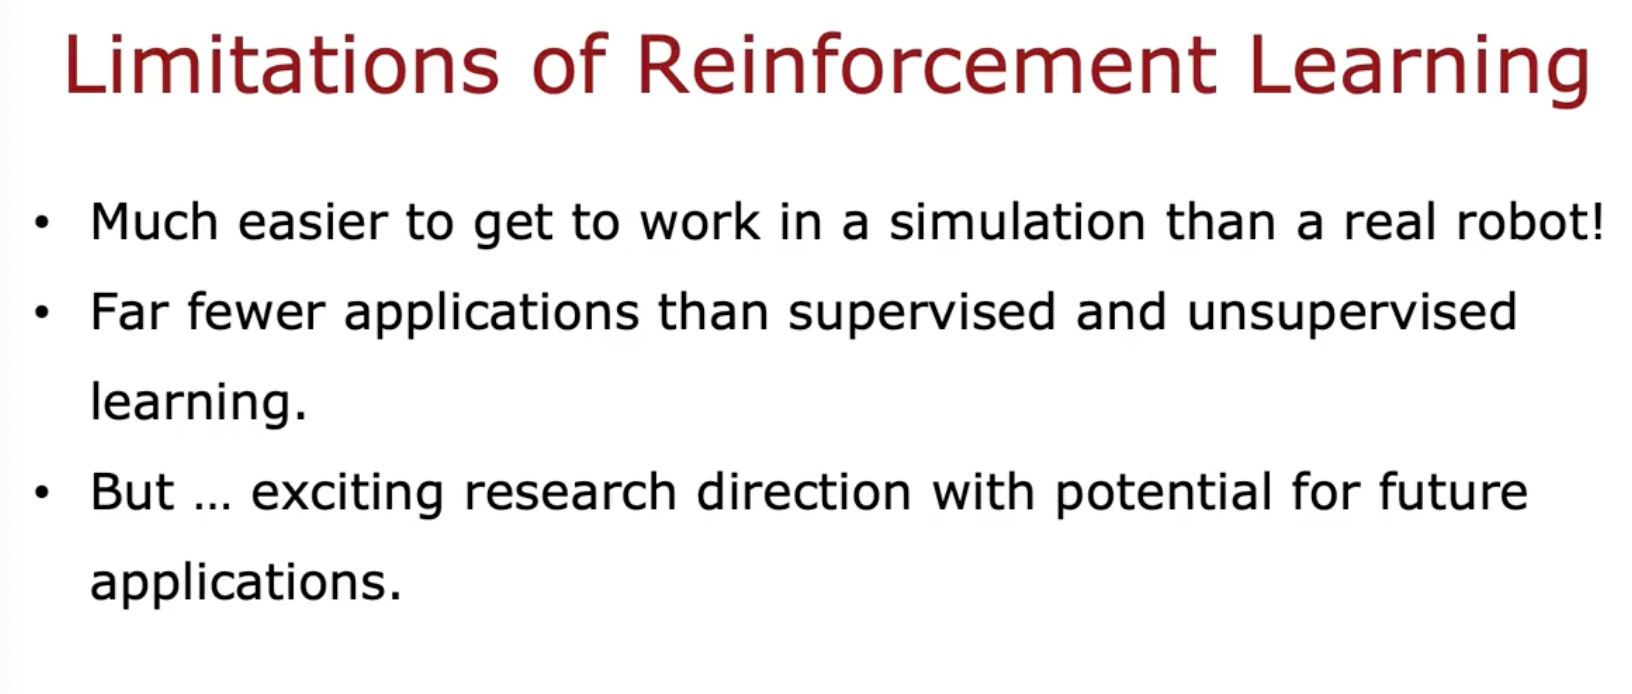 Limitations of Reinforcement Learning
• Much easier to get to work in a simulation than a real robot!
• Far fewer applications than supervised and unsupervised
learning.
• But ... exciting research direction with potential for future
applications.